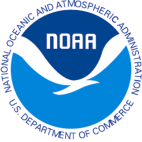 NATIONAL OCEANIC AND ATMOSPHERIC ADMINISTRATION
NOAA
U.S. DEPARTMENT OF COMMERCE